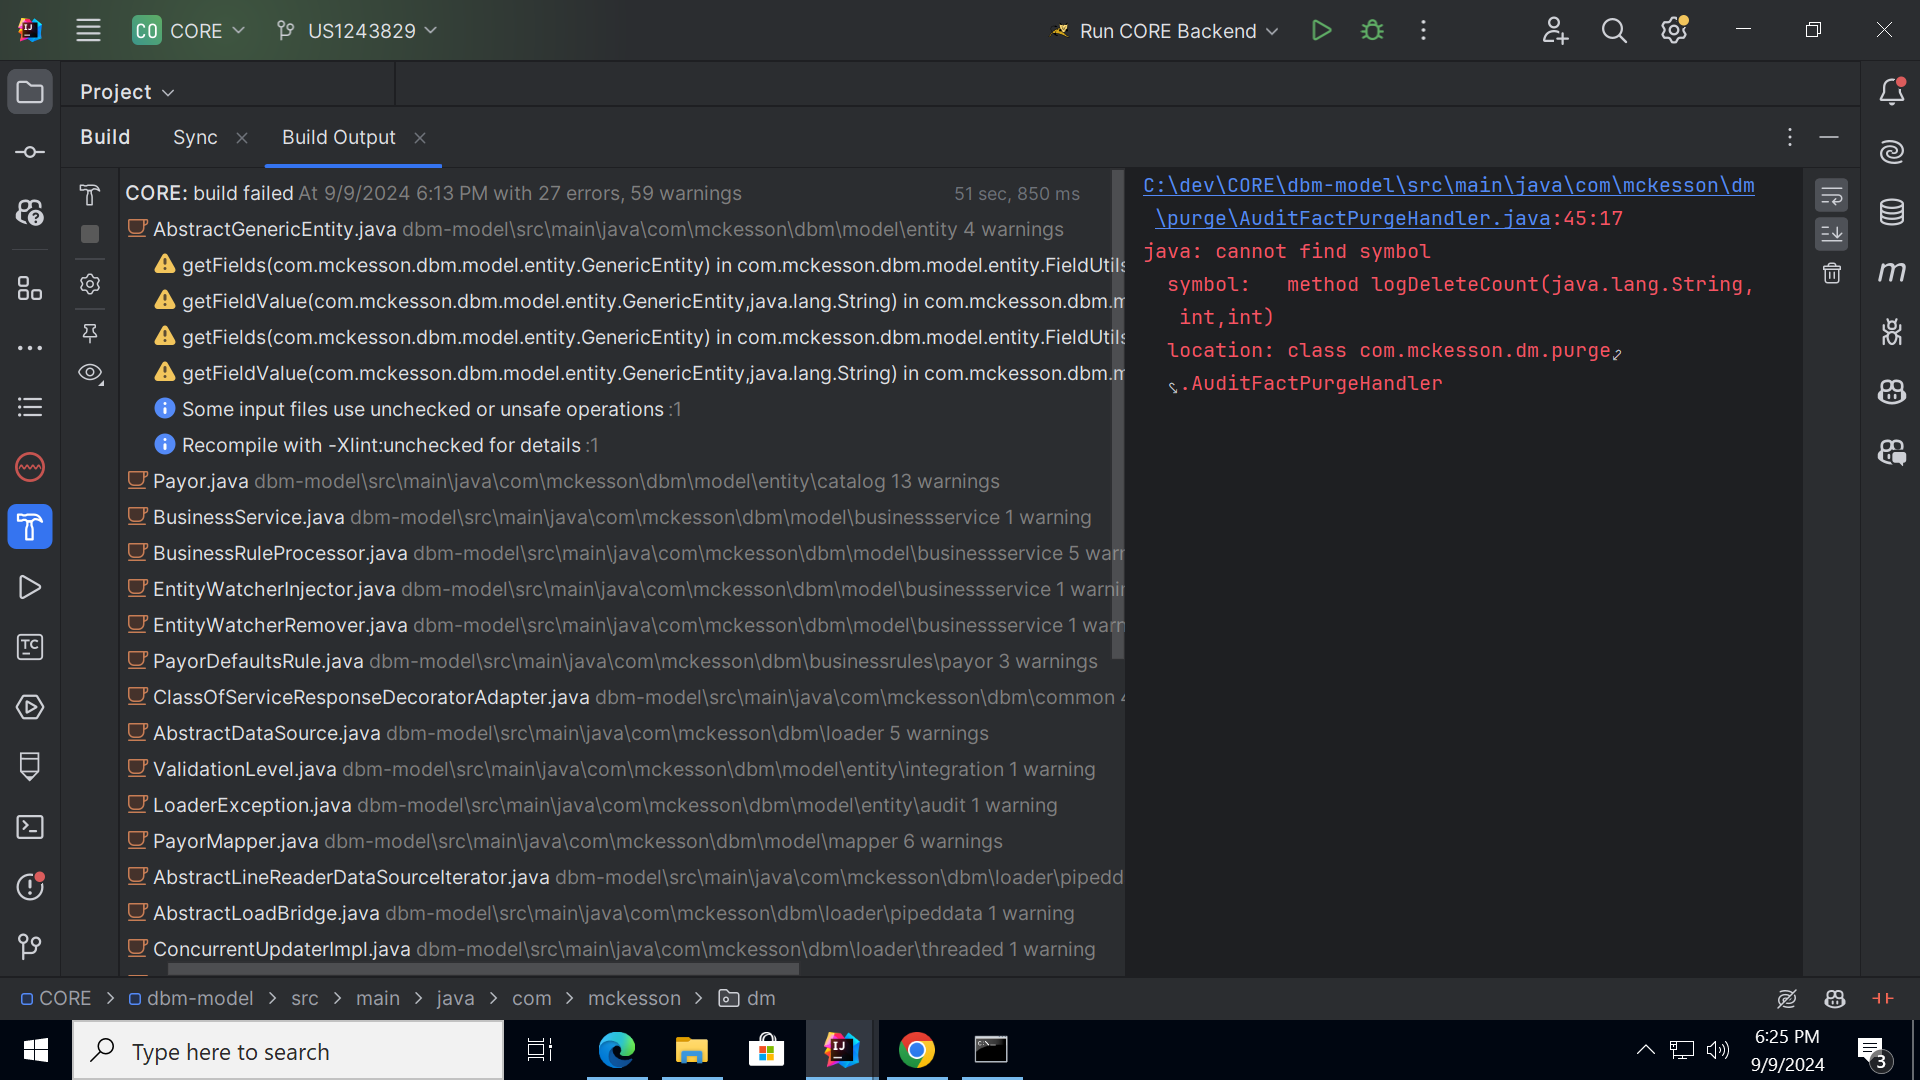 CO CORE US1243829 Run CORE Backend
Project
Build Sync Build Output
CORE: build failed At 9/9/2024 6:13 PM with 27 errors, 59 warnings 51 sec, 850 ms
AbstractGenericEntity.java dbm-model\src\main\java\com\mckesson\dbm\model\entity 4 warnings
getFields(com.mckesson.dbm.model.entity.GenericEntity) in com.mckesson.dbm.model.entity.FieldUtils
getFieldValue(com.mckesson.dbm.model.entity.GenericEntity,java.lang.String) in com.mckesson.dbm.m
getFields(com.mckesson.dbm.model.entity.GenericEntity) in com.mckesson.dbm.model.entity.FieldUtils
getFieldValue(com.mckesson.dbm.model.entity.GenericEntity,java.lang.String) in com.mckesson.dbm.m
Some input files use unchecked or unsafe operations :1
Recompile with -Xlint:unchecked for details :1
Payor.java dbm-model\src\main\java\com\mckesson\dbm\model\entity\catalog 13 warnings
BusinessService.java dbm-model\src\main\java\com\mckesson\dbm\model\businessservice 1 warning
BusinessRuleProcessor.java dbm-model\src\main\java\com\mckesson\dbm\model\businessservice 5 warn
EntityWatcherInjector.java dbm-model\src\main\java\com\mckesson\dbm\model\businessservice 1 warnin
EntityWatcherRemover.java dbm-model\src\main\java\com\mckesson\dbm\model\businessservice 1 warn
PayorDefaultsRule.java dbm-model\src\main\java\com\mckesson\dbm\businessrules\payor 3 warnings
ClassOfServiceResponseDecoratorAdapter.java dbm-model\src\main\java\com\mckesson\dbm\common 4
AbstractDataSource.java dbm-model\src\main\java\com\mckesson\dbm\loader 5 warnings
ValidationLevel.java dbm-model\src\main\java\com\mckesson\dbm\model\entity\integration 1 warning
LoaderException.java dbm-model\src\main\java\com\mckesson\dbm\model\entity\audit 1 warning
PayorMapper.java dbm-model\src\main\java\com\mckesson\dbm\model\mapper 6 warnings
AbstractLineReaderDataSourceIterator.java dbm-model\src\main\java\com\mckesson\dbm\loader\pipedd
AbstractLoadBridge.java dbm-model\src\main\java\com\mckesson\dbm\loader\pipeddata 1 warning
ConcurrentUpdaterImpl.java dbm-model\src\main\java\com\mckesson\dbm\loader\threaded 1 warning
C:\dev\CORE\dbm-model\src\main\java\com\mckesson\dm
\purge\AuditFactPurgeHandler.java:45:17
java: cannot find symbol
symbol: method logDeleteCount(java.lang.String,
int,int)
location: class com.mckesson.dm.purge
.AuditFactPurgeHandler
CORE > dbm-model > src > main > java > com > mckesson > dm
Type here to search
6:25 PM
9/9/2024
3